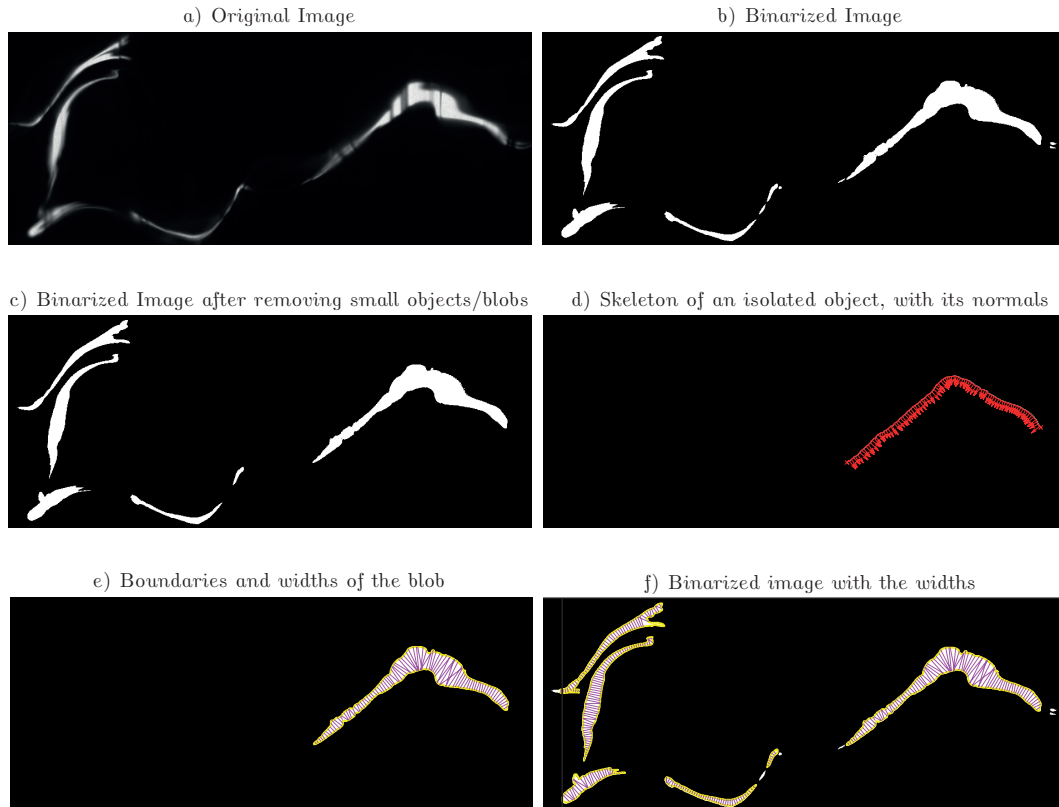 a) Original Image
b) Binarized Image
c) Binarized Image after removing small objects/blobs
d) Skeleton of an isolated object, with its normals
e) Boundaries and widths of the blob
f) Binarized image with the widths